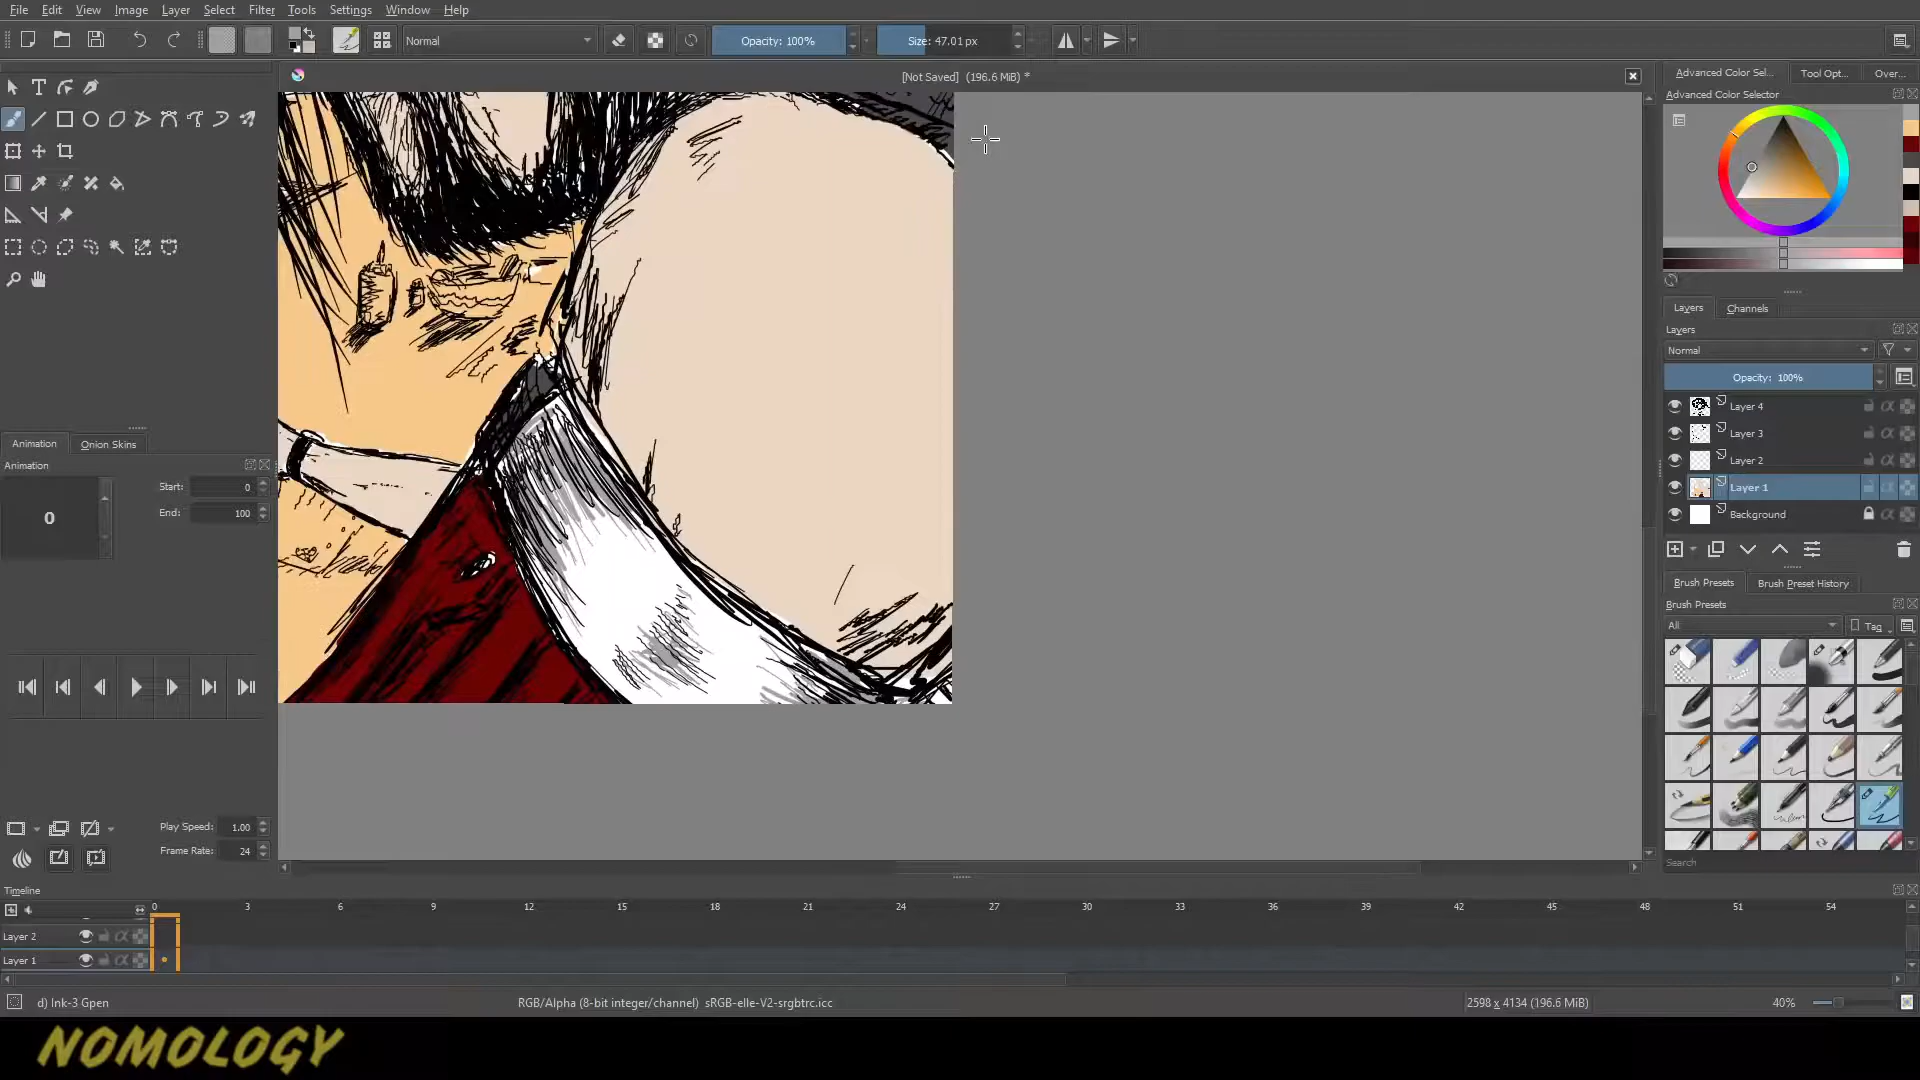 File Edit View Image Layer Select Filter Tools Settings Window Help
Normal
Opacity: 100%
Size: 47.01 px
[Not Saved] (196.6 MiB) *
Advanced Color Sel...
Tool Opt...
Over...
Advanced Color Selector
Layers
Channels
Layers
Normal
Opacity: 100%
Layer 4
Layer 3
Layer 2
Layer 1
Background
Brush Presets
Brush Preset History
Brush Presets
All
Tag
Search
Animation
Onion Skins
Animation
Start: 0
End: 100
0
Play Speed: 1.00
Frame Rate: 24
Timeline
0 3 6 9 12 15 18 21 24 27 30 33 36 39 42 45 48 51 54
Layer 2
Layer 1
d) Ink-3 Gpen
RGB/Alpha (8-bit integer/channel) sRGB-elle-V2-srgbtrc.icc
2598 x 4134 (196.6 MiB)
40%
NOMOLOGY